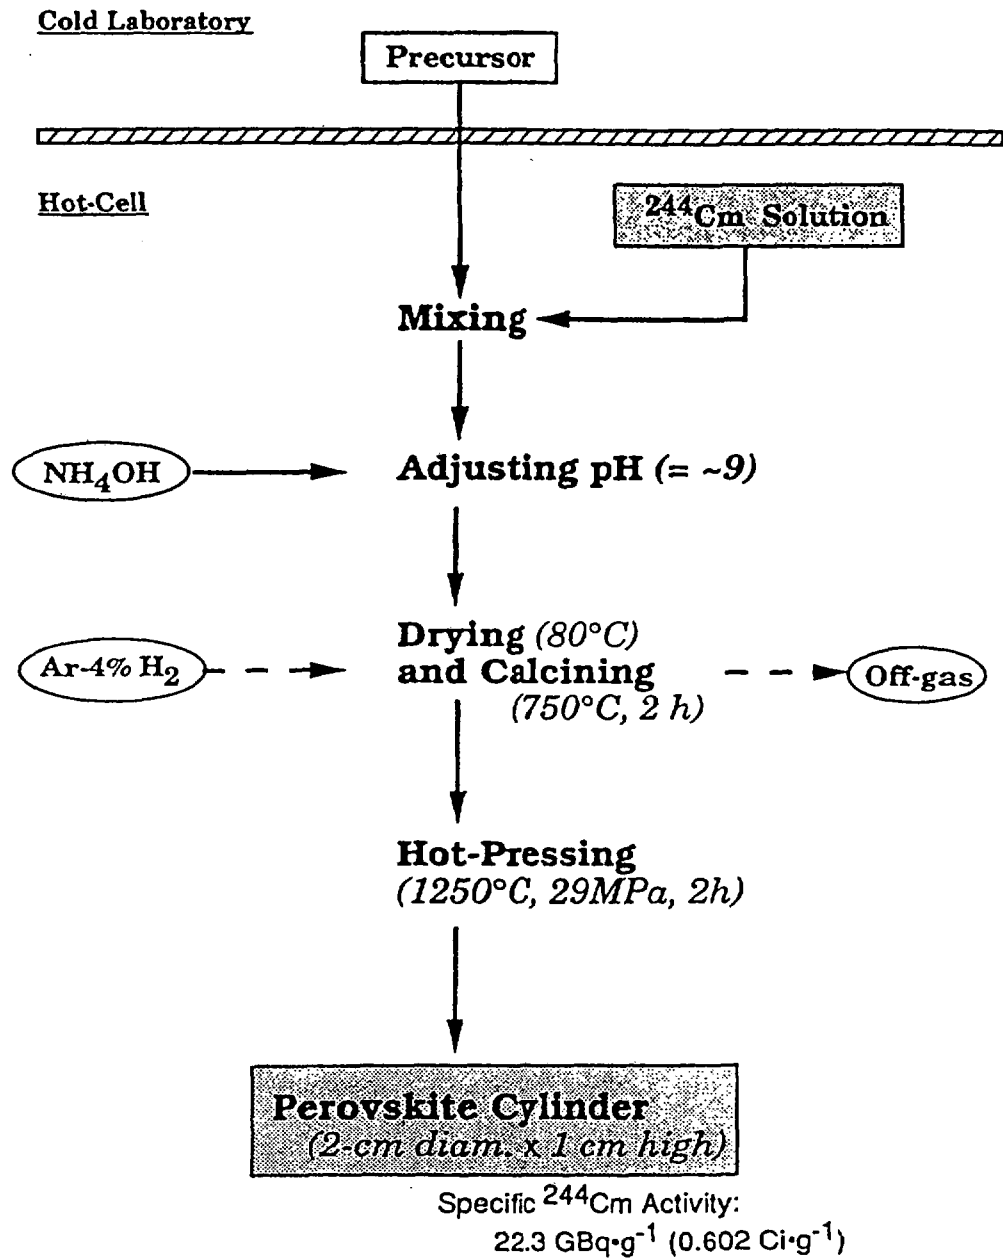 Cold Laboratory
Precursor
Hot-Cell
²⁴⁴Cm Solution
Mixing
NH₄OH
Adjusting pH (= ~9)
Drying (80°C)
Ar-4% H₂
and Calcining
Off-gas
(750°C, 2 h)
Hot-Pressing
(1250°C, 29MPa, 2h)
Perovskite Cylinder
(2-cm diam. x 1 cm high)
Specific ²⁴⁴Cm Activity:
22.3 GBq•g⁻¹ (0.602 Ci•g⁻¹)